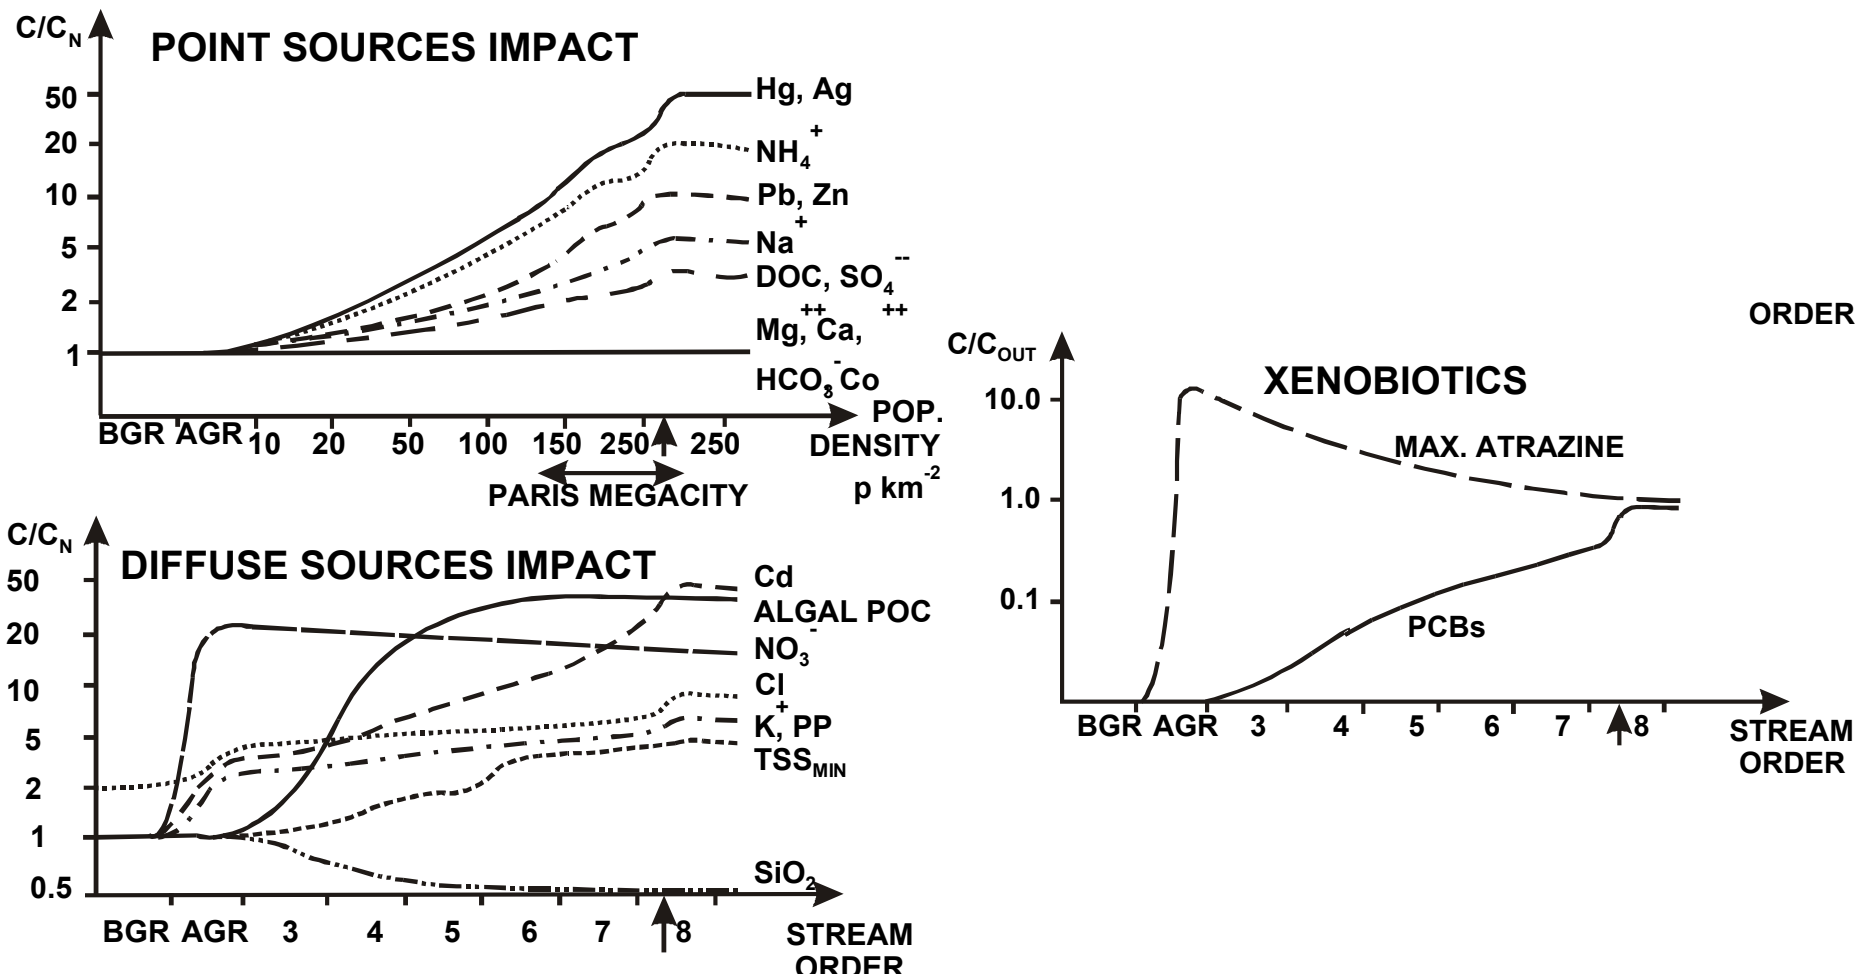 C/C_N
POINT SOURCES IMPACT
50
20
10
5
2
1
Hg, Ag
NH4+
Pb, Zn
Na+
DOC, SO4--
Mg++, Ca++,
HCO3-, Co
BGR AGR 10 20 50 100 150 250 250
POP.
DENSITY
p km-2
PARIS MEGACITY
C/C_N
DIFFUSE SOURCES IMPACT
50
20
10
5
2
1
0.5
Cd
ALGAL POC
NO3-
Cl
K+, PP
TSS_MIN
SiO2
BGR AGR 3 4 5 6 7 8
STREAM
ORDER
ORDER
C/C_OUT
XENOBIOTICS
10.0
1.0
0.1
MAX. ATRAZINE
PCBs
BGR AGR 3 4 5 6 7 8
STREAM
ORDER